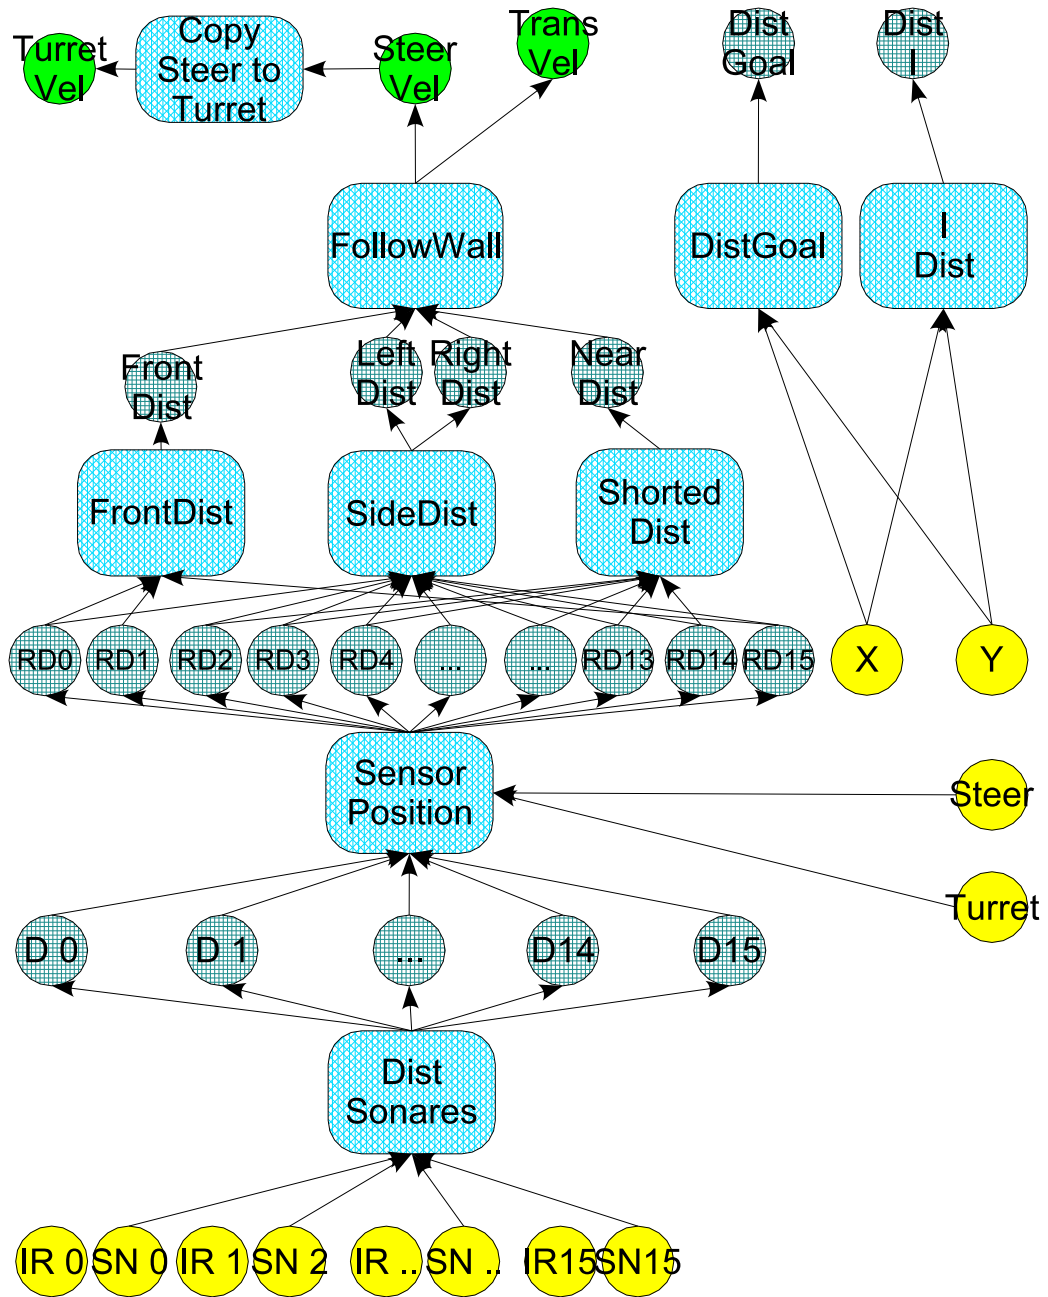 Turret
Vel
Copy
Steer to
Turret
Steer
Vel
Trans
Vel
Dist
Goal
Dist
I
FollowWall
DistGoal
I
Dist
Front
Dist
Left
Dist
Right
Dist
Near
Dist
FrontDist
SideDist
Shorted
Dist
RD0
RD1
RD2
RD3
RD4
...
...
RD13
RD14
RD15
X
Y
Sensor
Position
Steer
Turret
D 0
D 1
...
D14
D15
Dist
Sonares
IR 0
SN 0
IR 1
SN 2
IR ..
SN ..
IR15
SN15